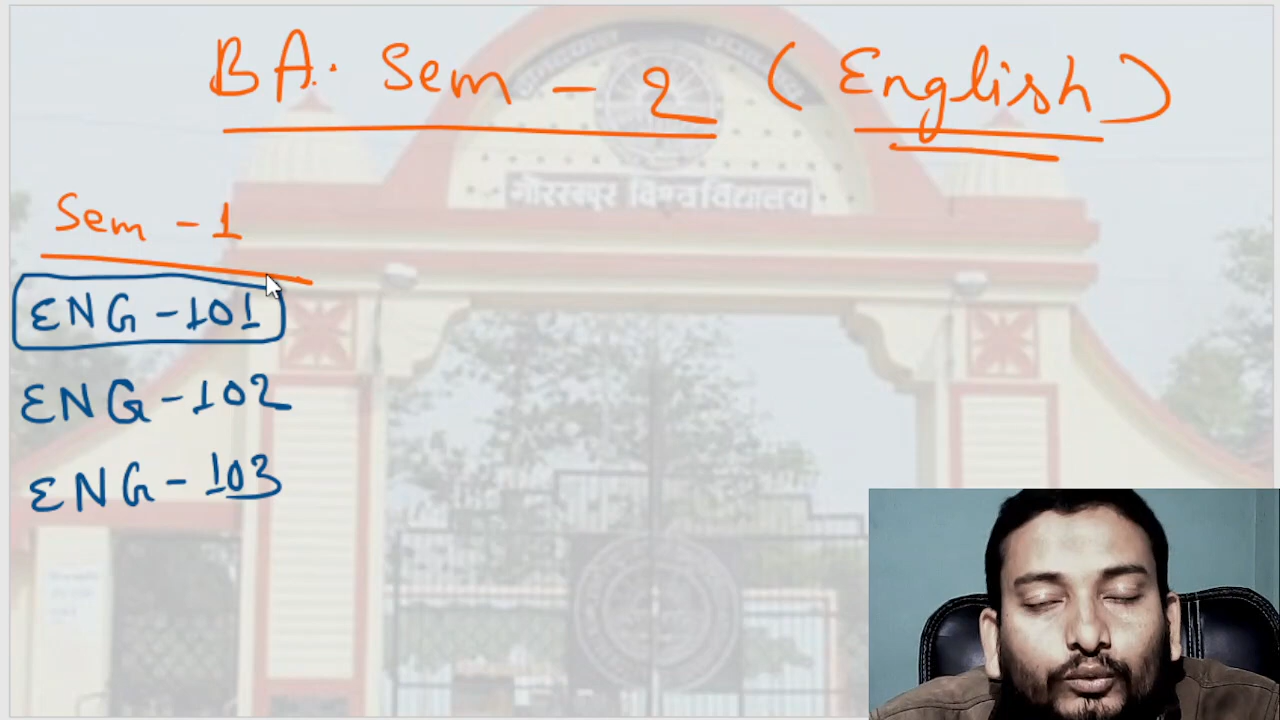 BA. Sem - 2 (English)
गोरखपुर विश्वविद्यालय
Sem - 1
ENG - 101
ENG - 102
ENG - 103